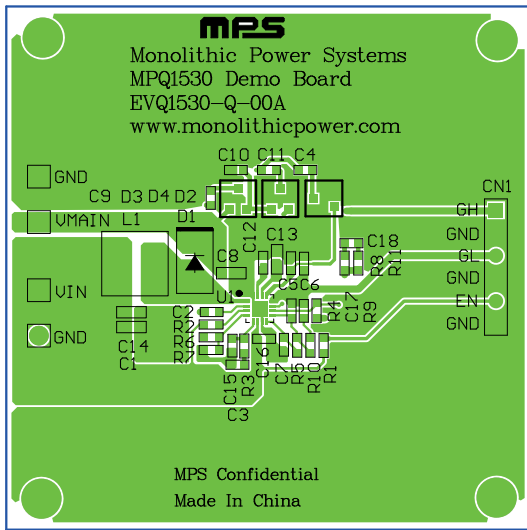 MPS
Monolithic Power Systems
MPQ1530 Demo Board
EVQ1530-Q-00A
www.monolithicpower.com
C10 C11 C4
GND
C9 D3 D4 D2
CN1
VMAIN L1
D1
GH
C12
C13
C18
GND
C8
R8
R11
GL
GND
VIN
U1
C5
C6
C2
R2
R6
R7
R4
C17
R9
EN
GND
GND
C14
C1
C15
R3
C16
C7
R5
R10
R1
C3
MPS Confidential
Made In China